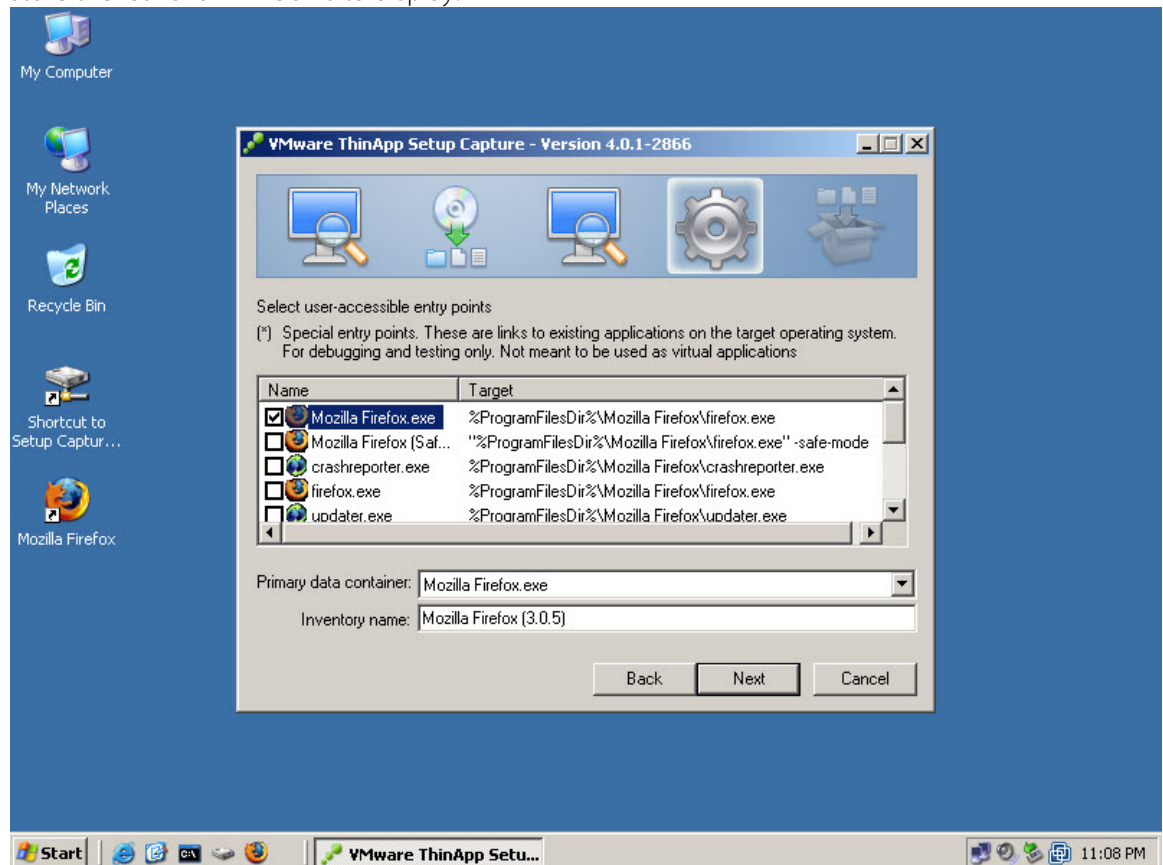 My Computer
My Network
Places
Recycle Bin
Shortcut to
Setup Captur...
Mozilla Firefox
VMware ThinApp Setup Capture - Version 4.0.1-2866
Select user-accessible entry points
(*) Special entry points. These are links to existing applications on the target operating system.
For debugging and testing only. Not meant to be used as virtual applications
Name Target
Mozilla Firefox.exe %ProgramFilesDir%\Mozilla Firefox\firefox.exe
Mozilla Firefox (Saf... "%ProgramFilesDir%\Mozilla Firefox\firefox.exe" -safe-mode
crashreporter.exe %ProgramFilesDir%\Mozilla Firefox\crashreporter.exe
firefox.exe %ProgramFilesDir%\Mozilla Firefox\firefox.exe
updater.exe %ProgramFilesDir%\Mozilla Firefox\updater.exe
Primary data container: Mozilla Firefox.exe
Inventory name: Mozilla Firefox (3.0.5)
Back Next Cancel
Start VMware ThinApp Setu... 11:08 PM